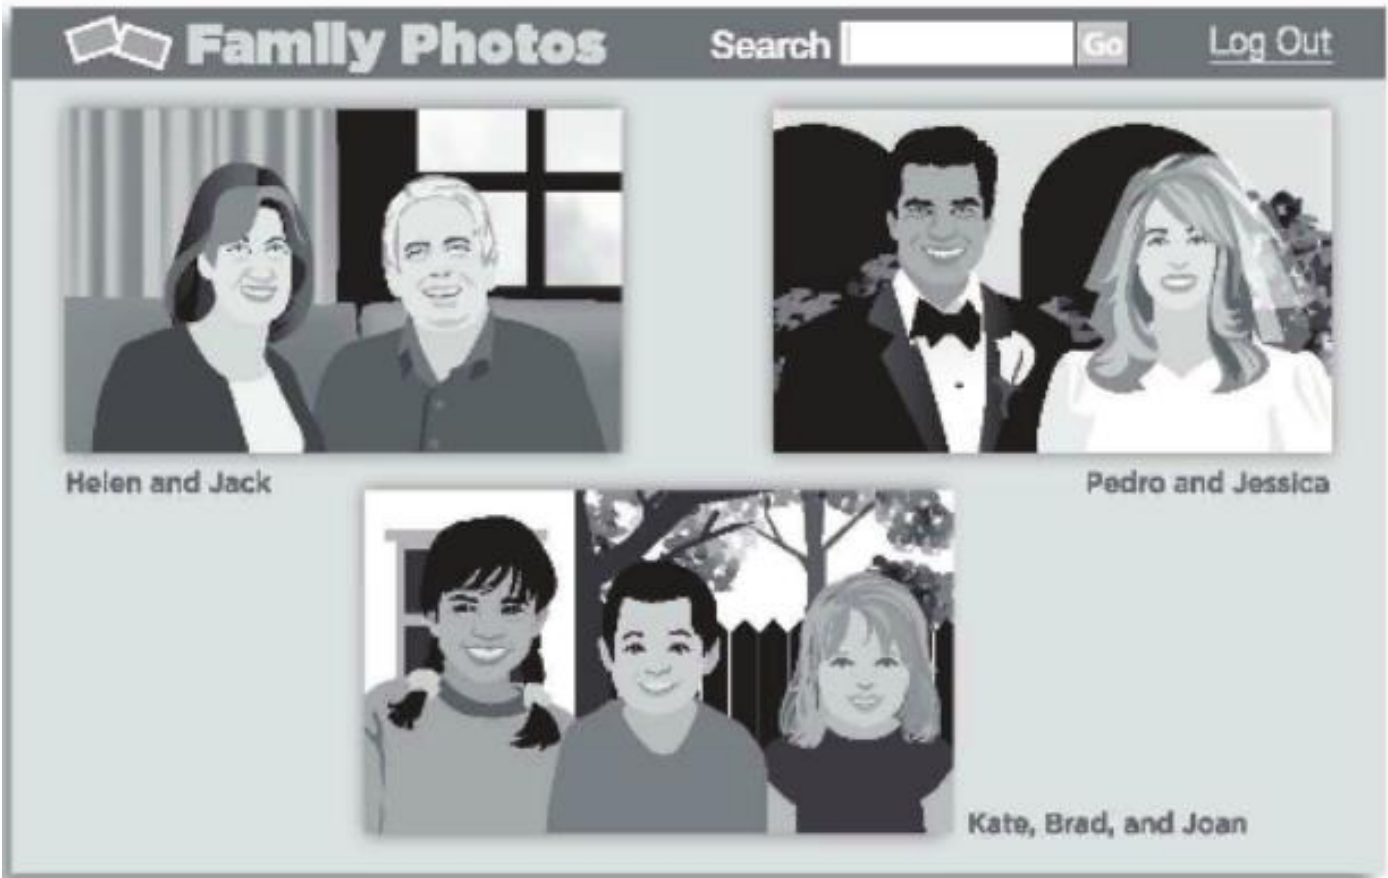 Family Photos Search Go Log Out
Helen and Jack
Pedro and Jessica
Kate, Brad, and Joan